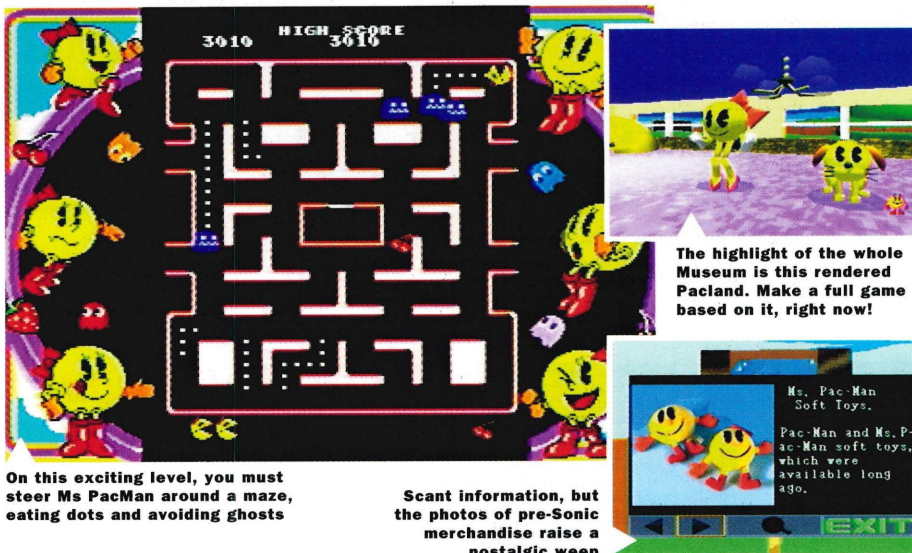 HIGH SCORE
3010 3010
The highlight of the whole
Museum is this rendered
Pacland. Make a full game
based on it, right now!
Ms. Pac-Man
Soft Toys.
Pac-Man and Ms.P-
ac-Man soft toys,
which were
available long
ago.
EXIT
On this exciting level, you must
steer Ms PacMan around a maze,
eating dots and avoiding ghosts
Scant information, but
the photos of pre-Sonic
merchandise raise a
nostalgic weep